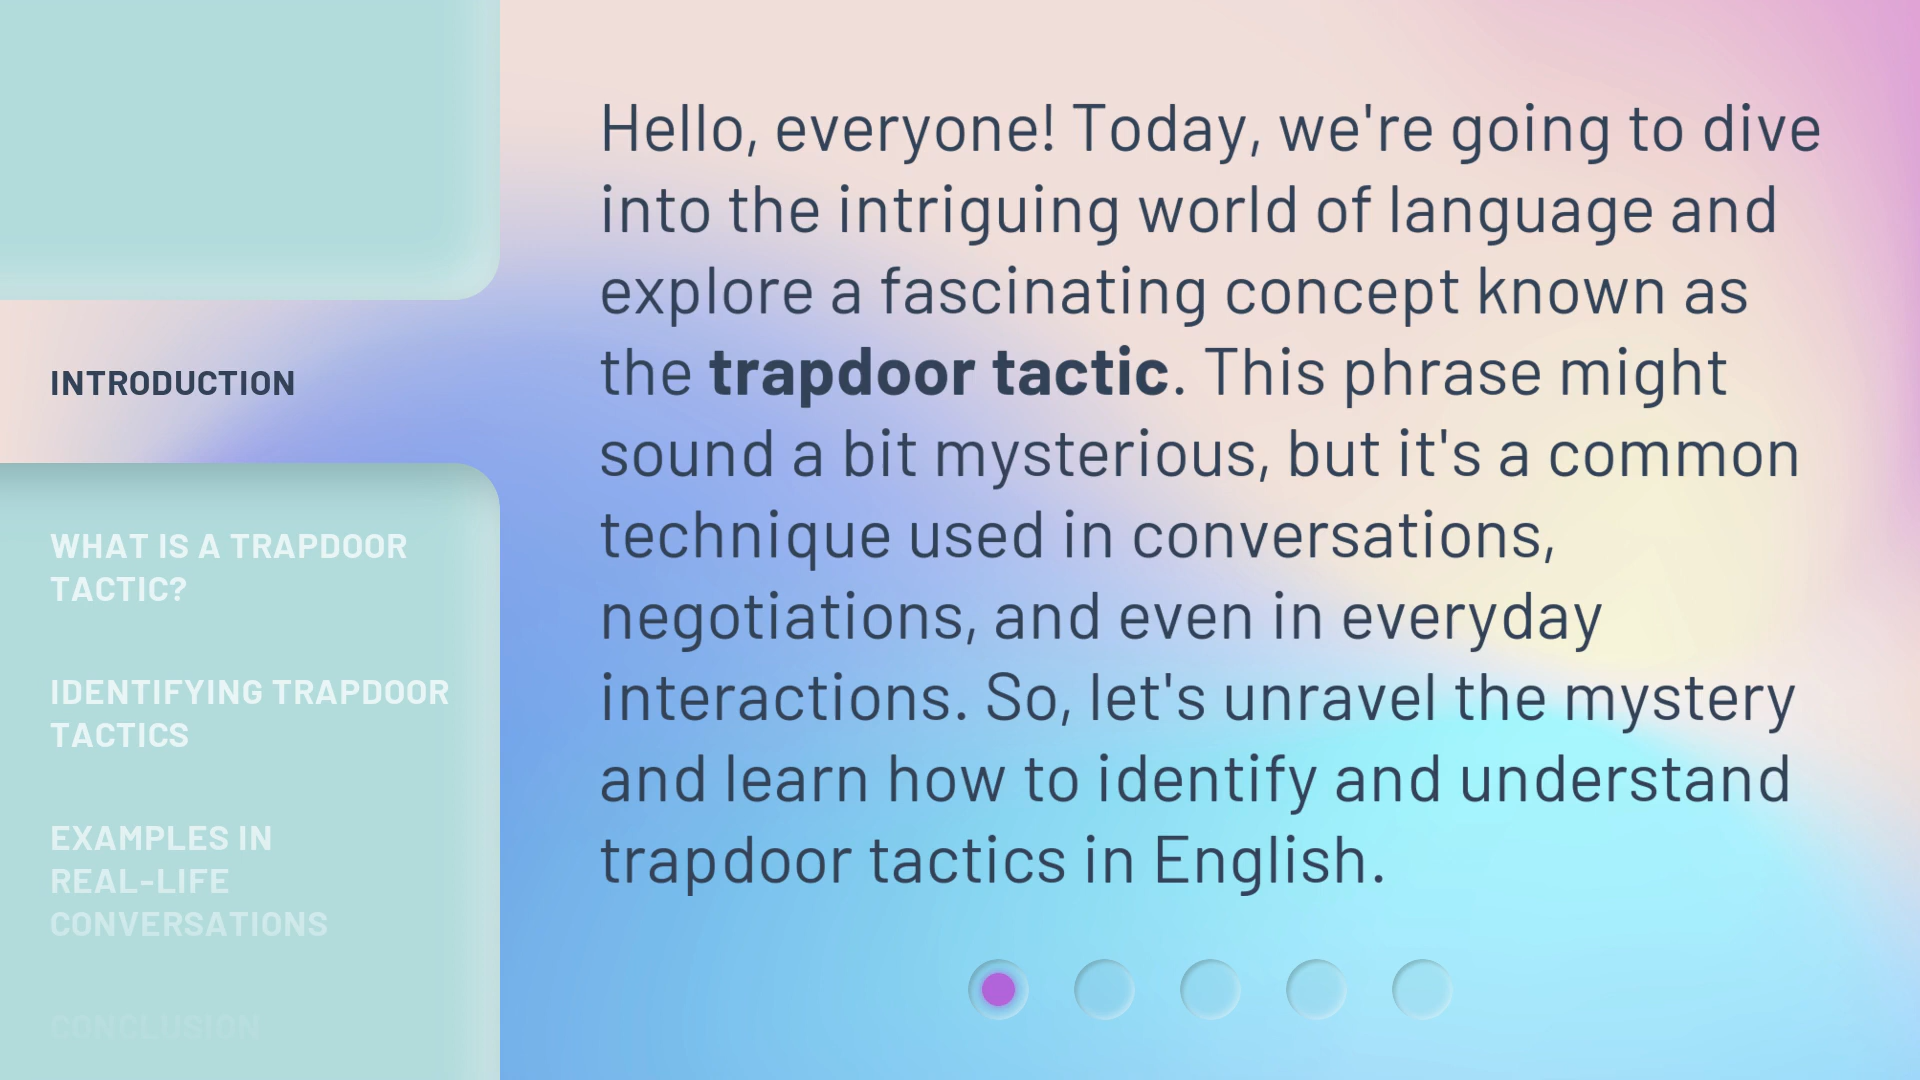 INTRODUCTION
WHAT IS A TRAPDOOR
TACTIC?
IDENTIFYING TRAPDOOR
TACTICS
EXAMPLES IN
REAL-LIFE
CONVERSATIONS
CONCLUSION
Hello, everyone! Today, we're going to dive
into the intriguing world of language and
explore a fascinating concept known as
the trapdoor tactic. This phrase might
sound a bit mysterious, but it's a common
technique used in conversations,
negotiations, and even in everyday
interactions. So, let's unravel the mystery
and learn how to identify and understand
trapdoor tactics in English.